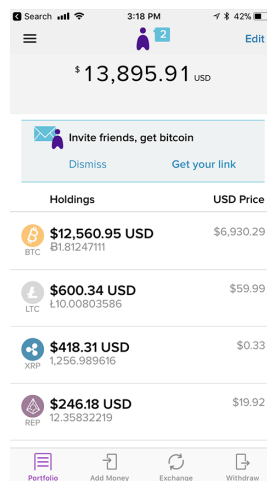 Search 3:18 PM 42%
2
Edit
$13,895.91 USD
Invite friends, get bitcoin
Dismiss Get your link
Holdings USD Price
$12,560.95 USD $6,930.29
Ƀ1.81247111
BTC
$600.34 USD $59.99
Ł10.00803586
LTC
$418.31 USD $0.33
1,256.989616
XRP
$246.18 USD $19.92
12.35832219
REP
Portfolio Add Money Exchange Withdraw